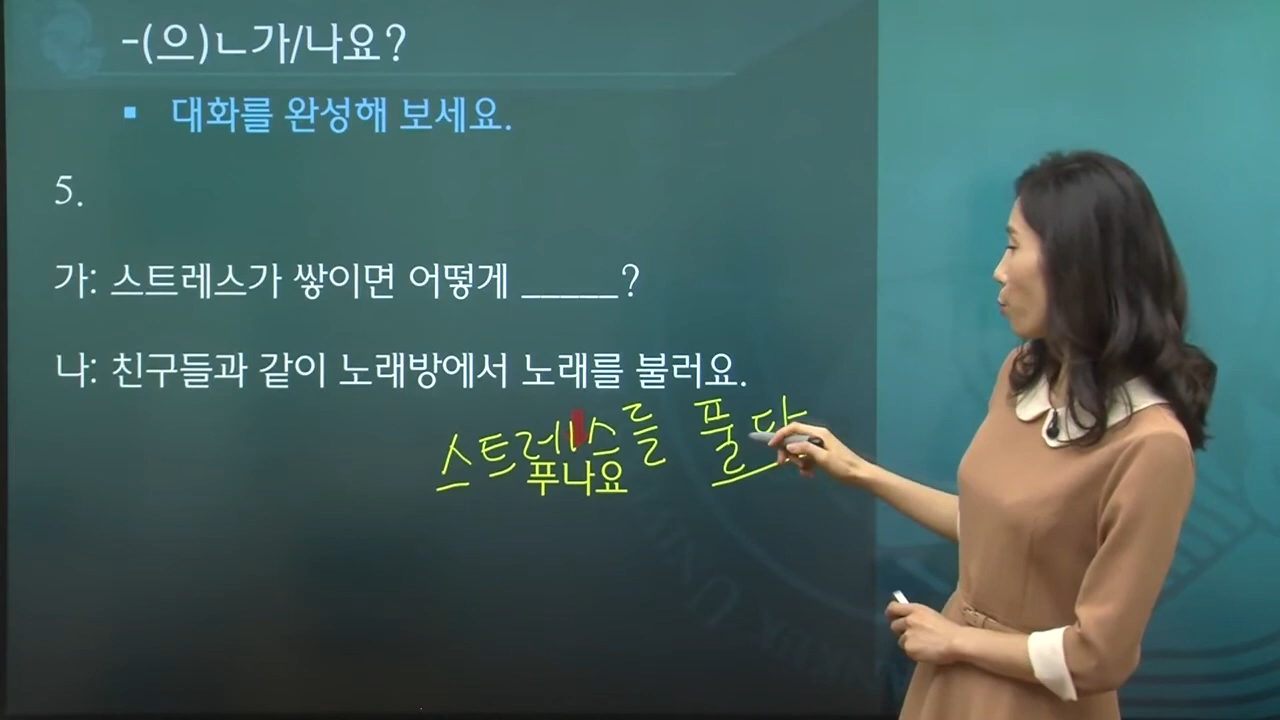 -(으)ㄴ가/나요?
▪ 대화를 완성해 보세요.
5.
가: 스트레스가 쌓이면 어떻게 _____?
나: 친구들과 같이 노래방에서 노래를 불러요.
스트레스를 풀다
푸나요